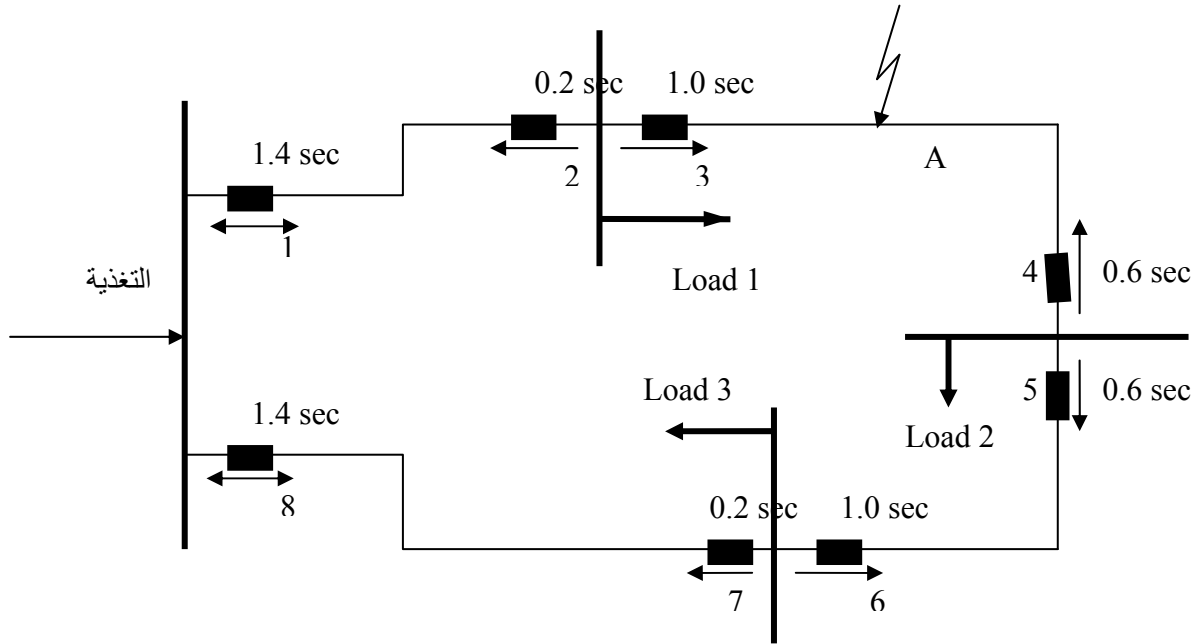 0.2 sec
1.0 sec
1.4 sec
2
3
A
1
Load 1
التغذية
4
0.6 sec
Load 3
5
0.6 sec
1.4 sec
Load 2
8
0.2 sec
1.0 sec
7
6